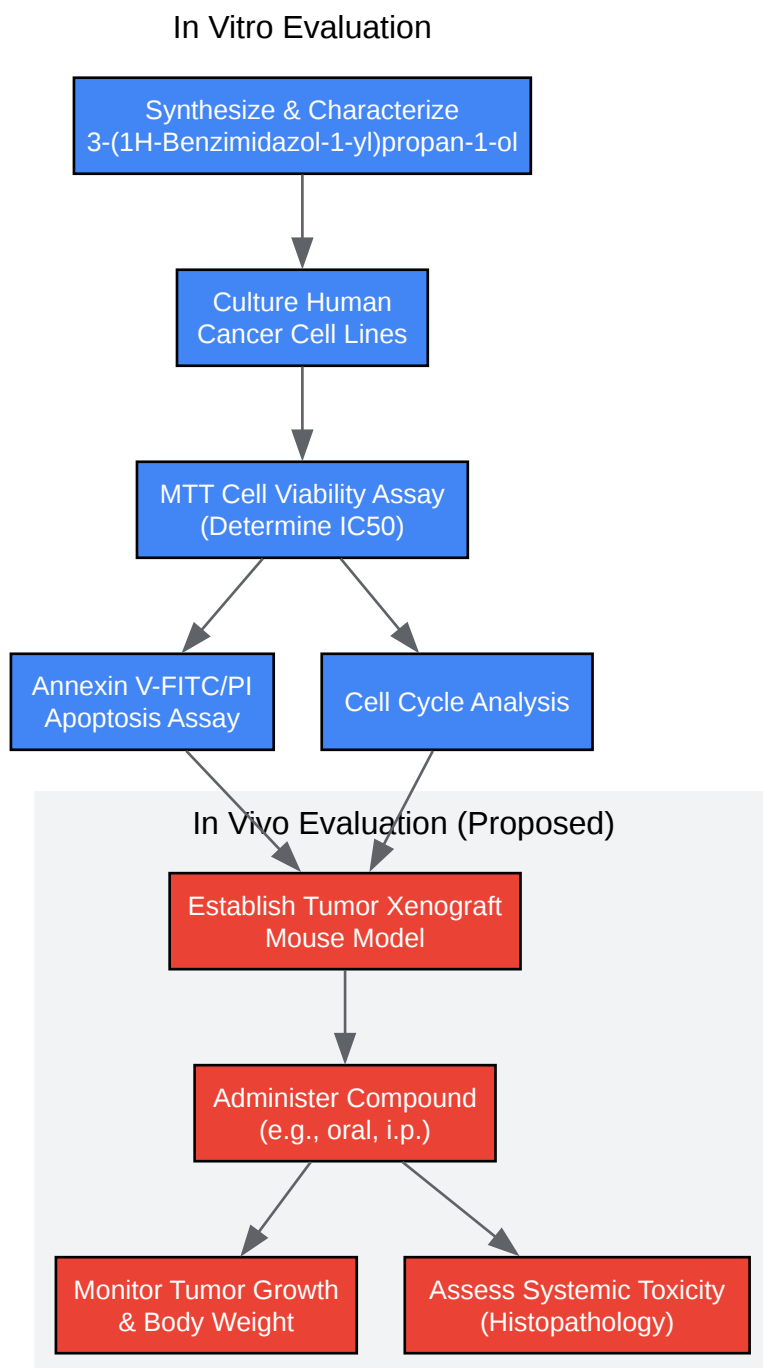 In Vitro Evaluation
Synthesize & Characterize
3-(1H-Benzimidazol-1-yl)propan-1-ol
Culture Human
Cancer Cell Lines
MTT Cell Viability Assay
(Determine IC50)
Annexin V-FITC/PI
Apoptosis Assay
Cell Cycle Analysis
In Vivo Evaluation (Proposed)
Establish Tumor Xenograft
Mouse Model
Administer Compound
(e.g., oral, i.p.)
Monitor Tumor Growth
& Body Weight
Assess Systemic Toxicity
(Histopathology)